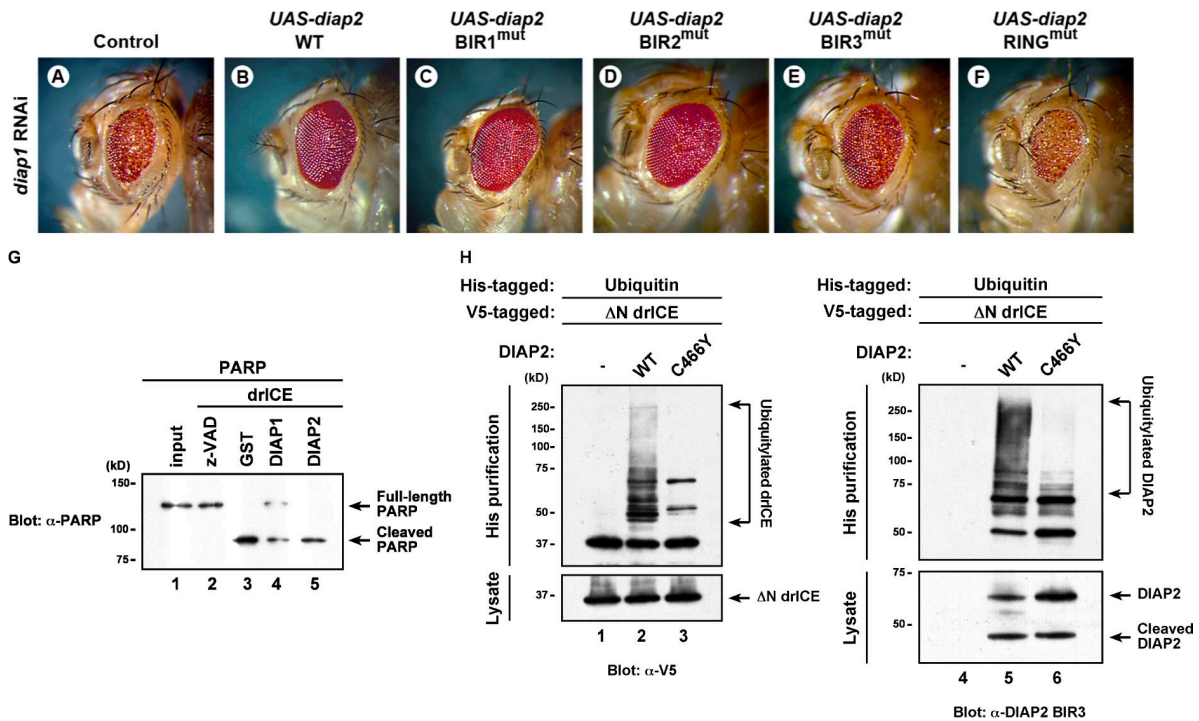 Control
UAS-diap2
WT
UAS-diap2
BIR1mut
UAS-diap2
BIR2mut
UAS-diap2
BIR3mut
UAS-diap2
RINGmut
diap1 RNAi
A
B
C
D
E
F
G
PARP
drICE
input
z-VAD
GST
DIAP1
DIAP2
(kD)
150-
100-
75-
Blot: α-PARP
Full-length
PARP
Cleaved
PARP
1 2 3 4 5
H
His-tagged: Ubiquitin
V5-tagged: ΔN drICE
DIAP2: - WT C466Y
(kD)
250-
150-
100-
75-
50-
37-
His purification
Ubiquitylated drICE
37-
Lysate
ΔN drICE
1 2 3
Blot: α-V5
His-tagged: Ubiquitin
V5-tagged: ΔN drICE
DIAP2: - WT C466Y
(kD)
250-
150-
100-
75-
50-
His purification
Ubiquitylated DIAP2
75-
50-
Lysate
DIAP2
Cleaved
DIAP2
4 5 6
Blot: α-DIAP2 BIR3